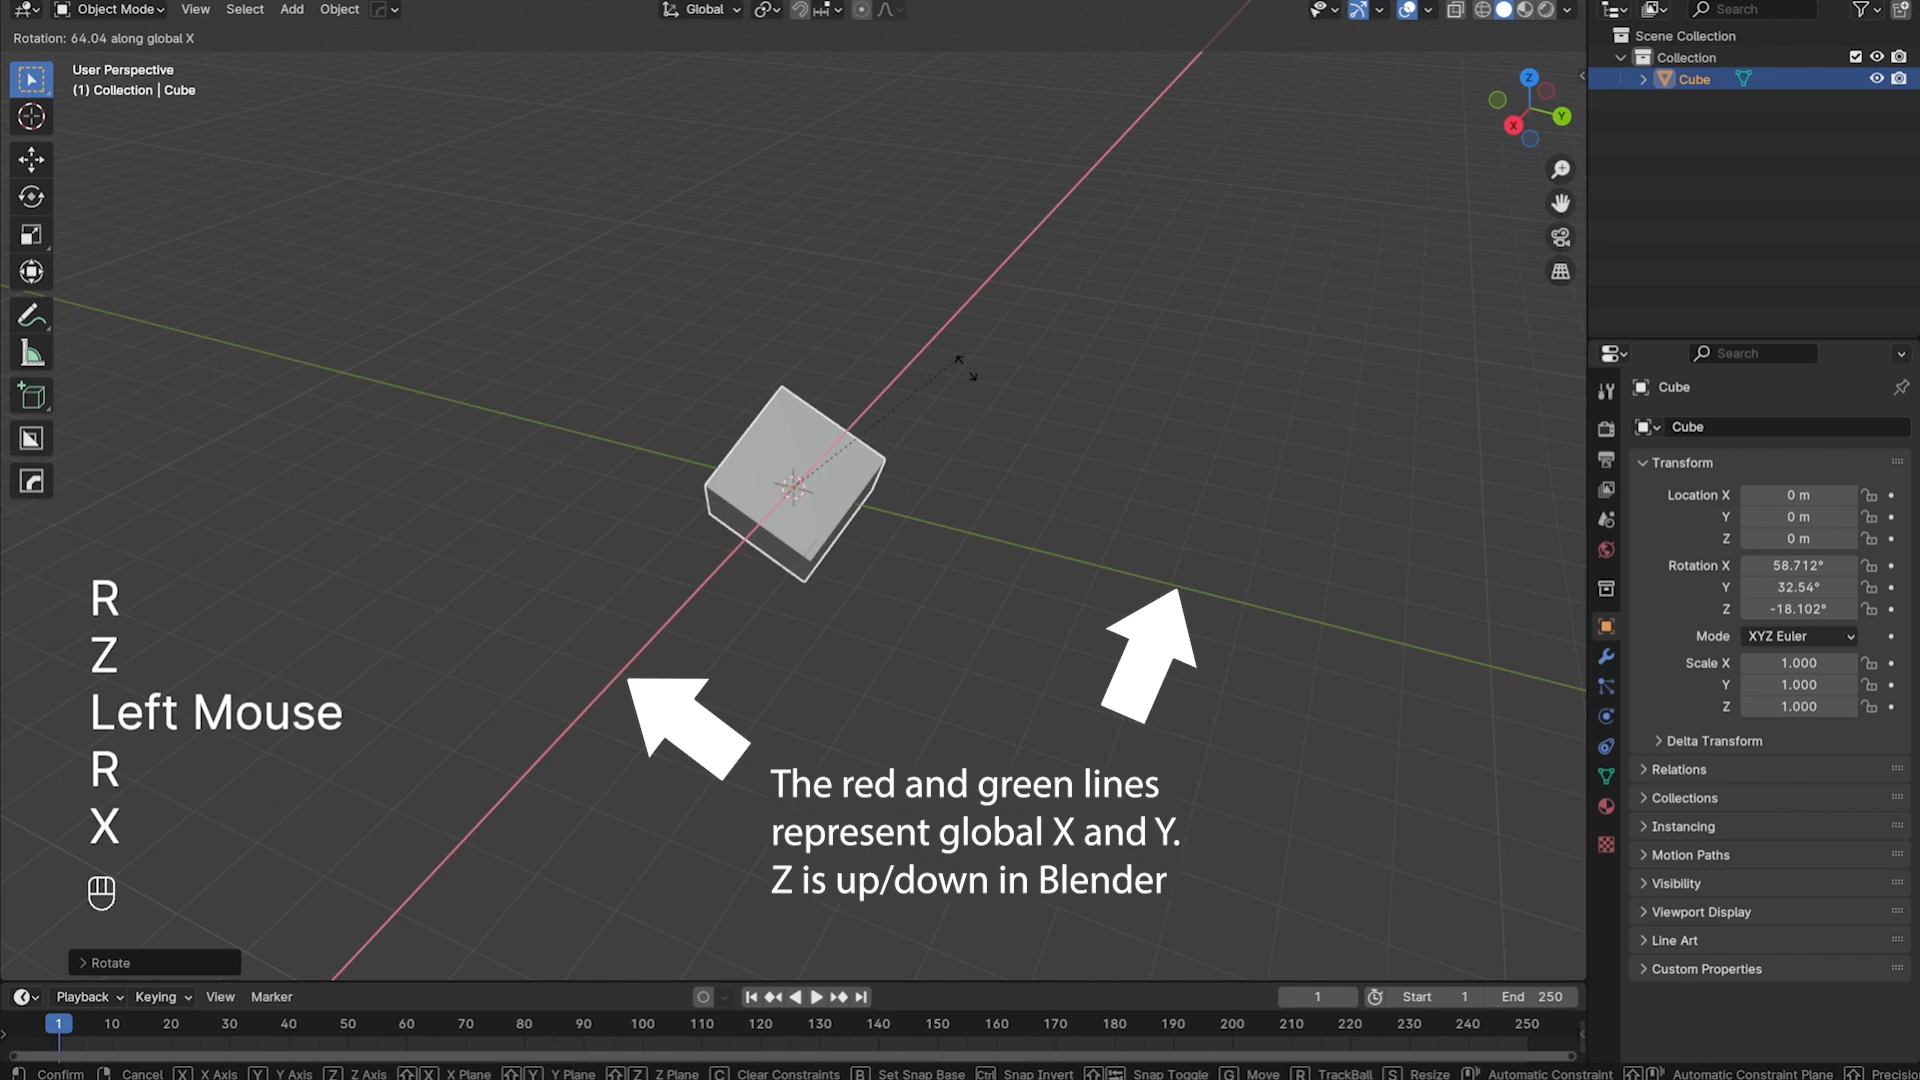 Object Mode
View
Select
Add
Object
Global
Search
Rotation: 64.04 along global X
User Perspective
(1) Collection | Cube
Z
Y
X
Scene Collection
Collection
Cube
Search
Cube
Cube
Transform
Location X 0 m
Y 0 m
Z 0 m
Rotation X 58.712°
Y 32.54°
Z -18.102°
Mode XYZ Euler
Scale X 1.000
Y 1.000
Z 1.000
Delta Transform
Relations
Collections
Instancing
Motion Paths
Visibility
Viewport Display
Line Art
Custom Properties
R
Z
Left Mouse
R
X
The red and green lines
represent global X and Y.
Z is up/down in Blender
Rotate
Playback Keying View Marker
1 Start 1 End 250
1 10 20 30 40 50 60 70 80 90 100 110 120 130 140 150 160 170 180 190 200 210 220 230 240 250
Confirm Cancel X X Axis Y Y Axis Z Z Axis X X Plane Y Y Plane Z Z Plane C Clear Constraints B Set Snap Base Ctrl Snap Invert Snap Toggle G Move R TrackBall S Resize Automatic Constraint Automatic Constraint Plane Precisio